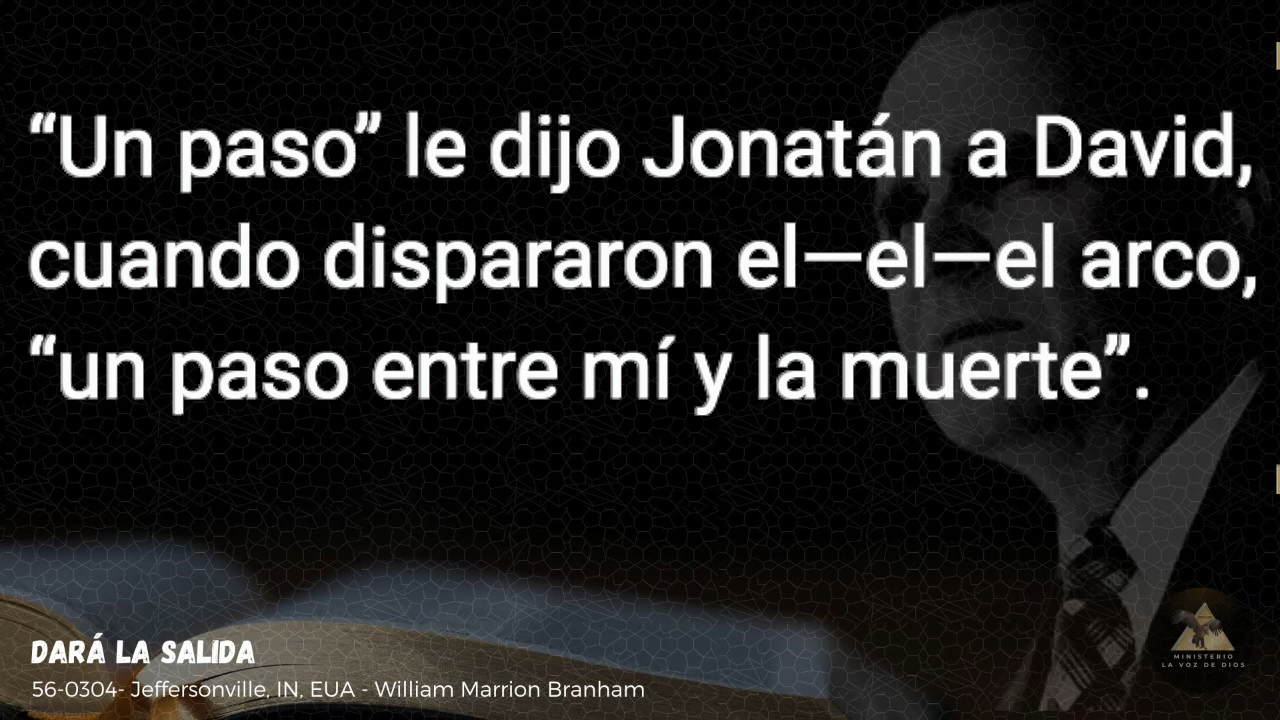 “Un paso” le dijo Jonatán a David,
cuando dispararon el—el—el arco,
“un paso entre mí y la muerte”.
DARÁ LA SALIDA
56-0304- Jeffersonville, IN, EUA - William Marrion Branham
MINISTERIO
LA VOZ DE DIOS